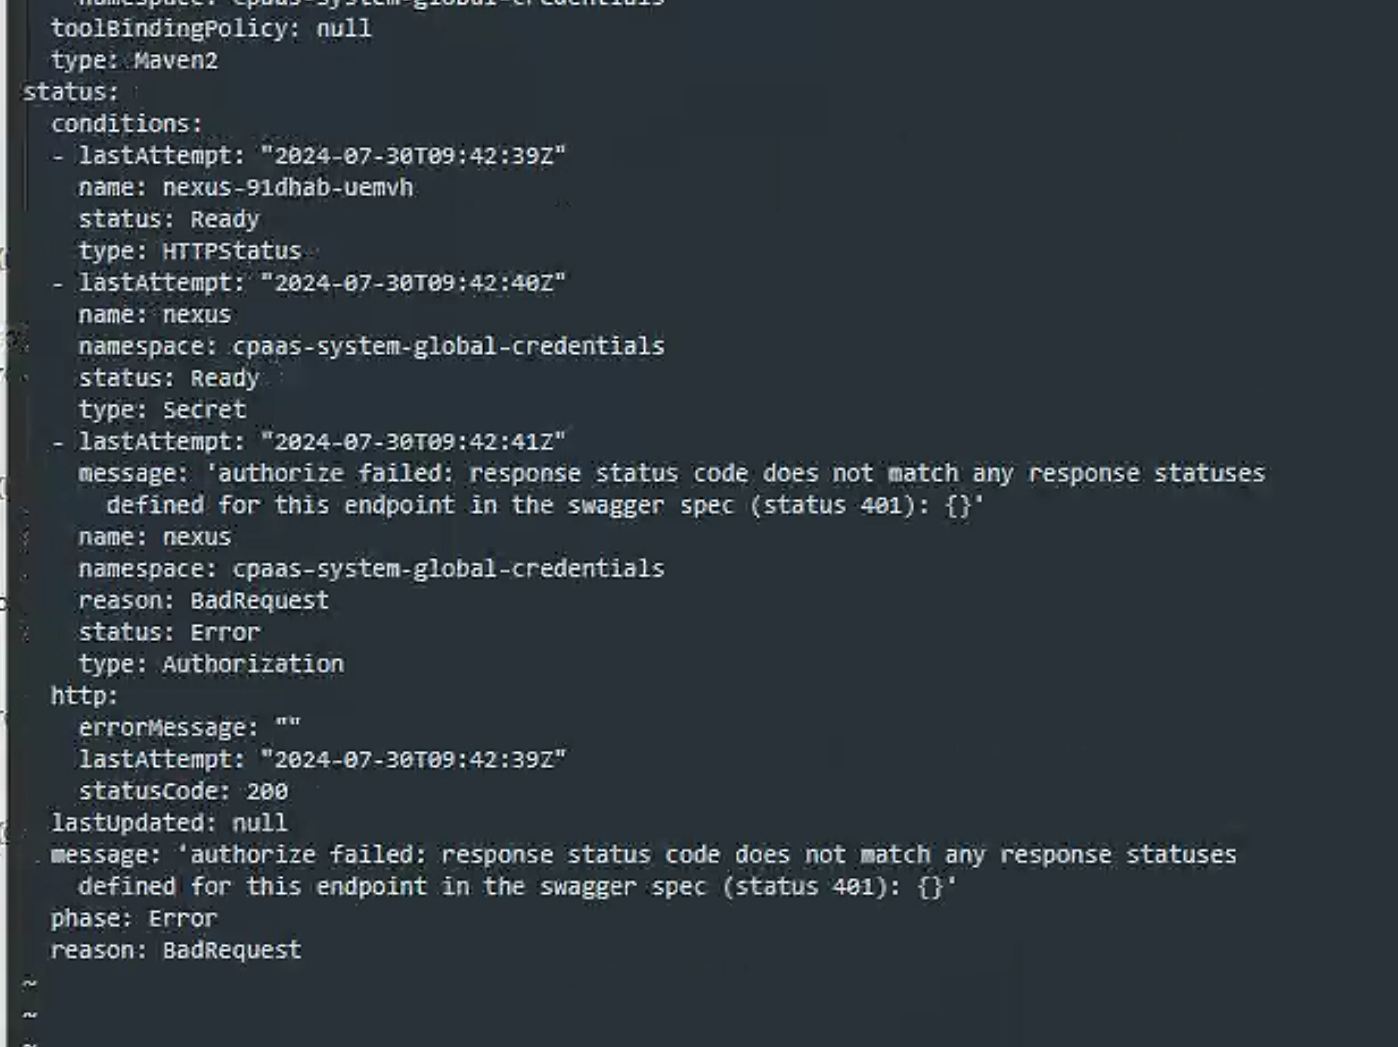 namespace: cpaas-system-global-credentials
toolBindingPolicy: null
type: Maven2
status:
conditions:
- lastAttempt: "2024-07-30T09:42:39Z"
name: nexus-91dhab-uemvh
status: Ready
type: HTTPStatus
- lastAttempt: "2024-07-30T09:42:40Z"
name: nexus
namespace: cpaas-system-global-credentials
status: Ready
type: Secret
- lastAttempt: "2024-07-30T09:42:41Z"
message: 'authorize failed: response status code does not match any response statuses
defined for this endpoint in the swagger spec (status 401): {}'
name: nexus
namespace: cpaas-system-global-credentials
reason: BadRequest
status: Error
type: Authorization
http:
errorMessage: ""
lastAttempt: "2024-07-30T09:42:39Z"
statusCode: 200
lastUpdated: null
message: 'authorize failed: response status code does not match any response statuses
defined for this endpoint in the swagger spec (status 401): {}'
phase: Error
reason: BadRequest
~
~
~